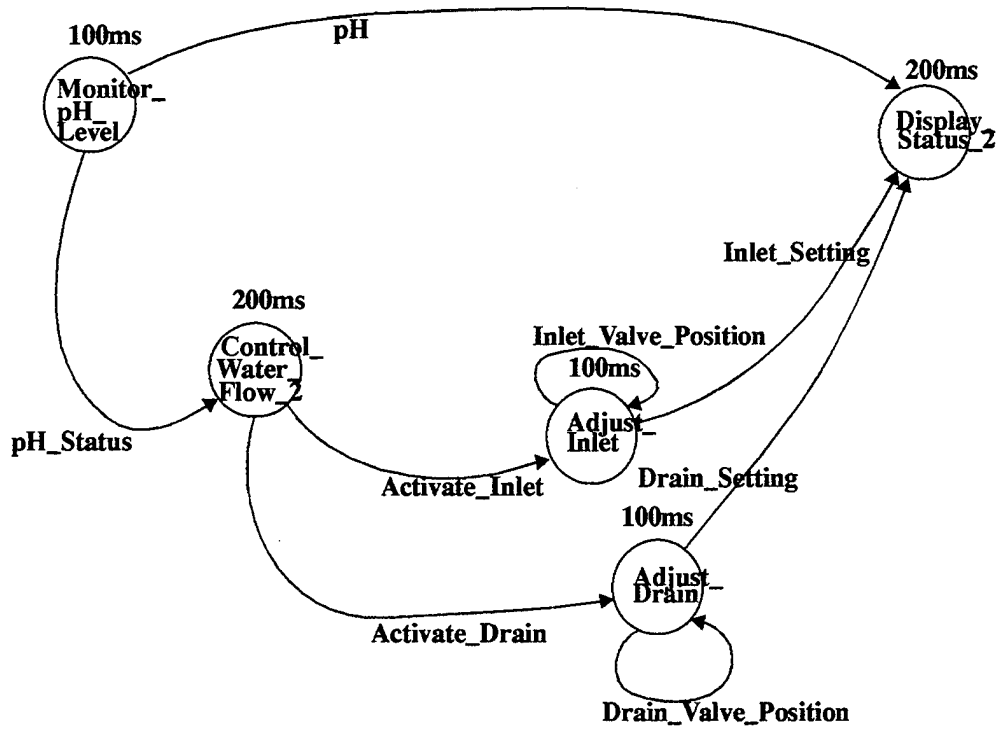 100ms
pH
Monitor_
pH_
Level
200ms
Display_
Status_2
Inlet_Setting
200ms
Control_
Water_
Flow_2
Inlet_Valve_Position
100ms
Adjust_
Inlet
pH_Status
Activate_Inlet
Drain_Setting
100ms
Adjust_
Drain
Activate_Drain
Drain_Valve_Position